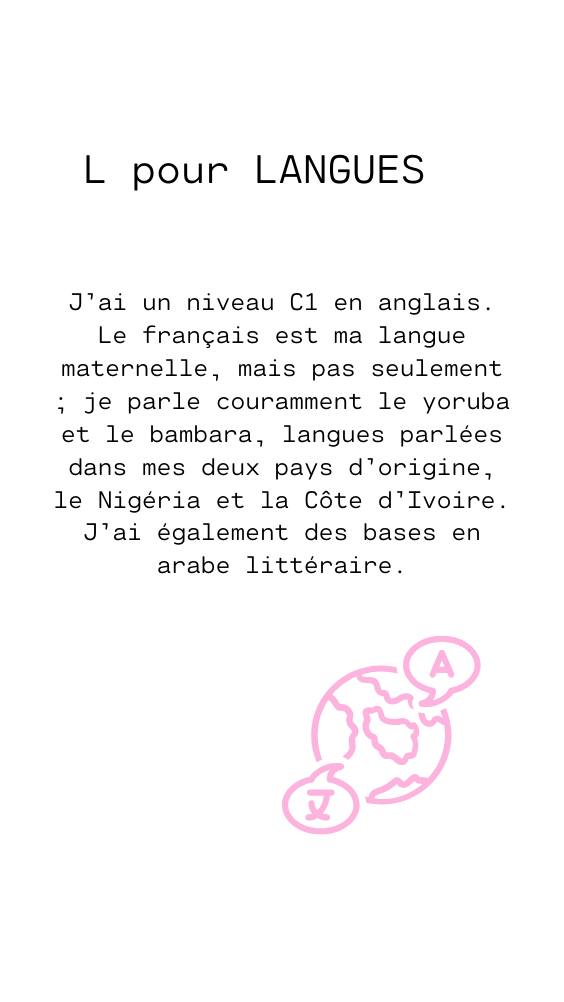 L pour LANGUES
J'ai un niveau C1 en anglais.
Le français est ma langue
maternelle, mais pas seulement
; je parle couramment le yoruba
et le bambara, langues parlées
dans mes deux pays d'origine,
le Nigéria et la Côte d'Ivoire.
J'ai également des bases en
arabe littéraire.
A
文